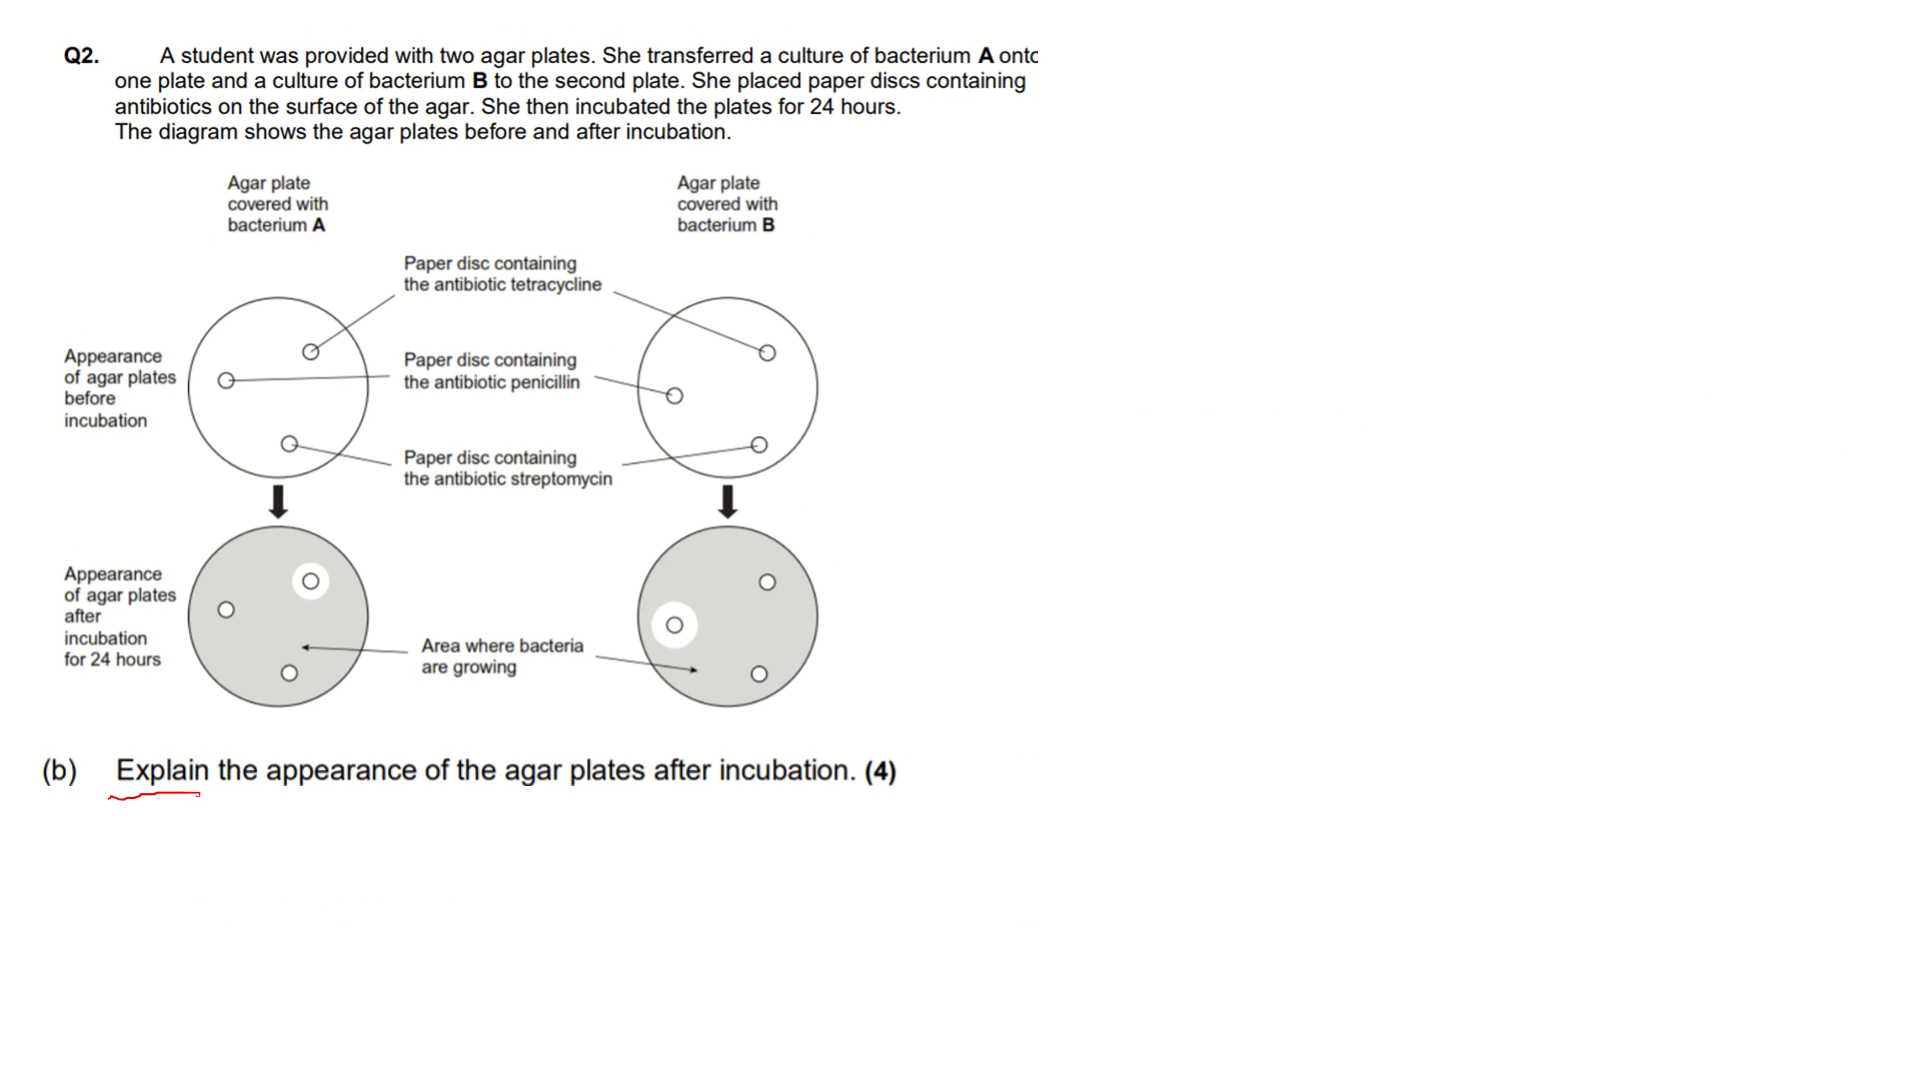 Q2. A student was provided with two agar plates. She transferred a culture of bacterium A onto
one plate and a culture of bacterium B to the second plate. She placed paper discs containing
antibiotics on the surface of the agar. She then incubated the plates for 24 hours.
The diagram shows the agar plates before and after incubation.
Agar plate
covered with
bacterium A
Agar plate
covered with
bacterium B
Paper disc containing
the antibiotic tetracycline
Appearance
of agar plates
before
incubation
Paper disc containing
the antibiotic penicillin
Paper disc containing
the antibiotic streptomycin
Appearance
of agar plates
after
incubation
for 24 hours
Area where bacteria
are growing
(b) Explain the appearance of the agar plates after incubation. (4)